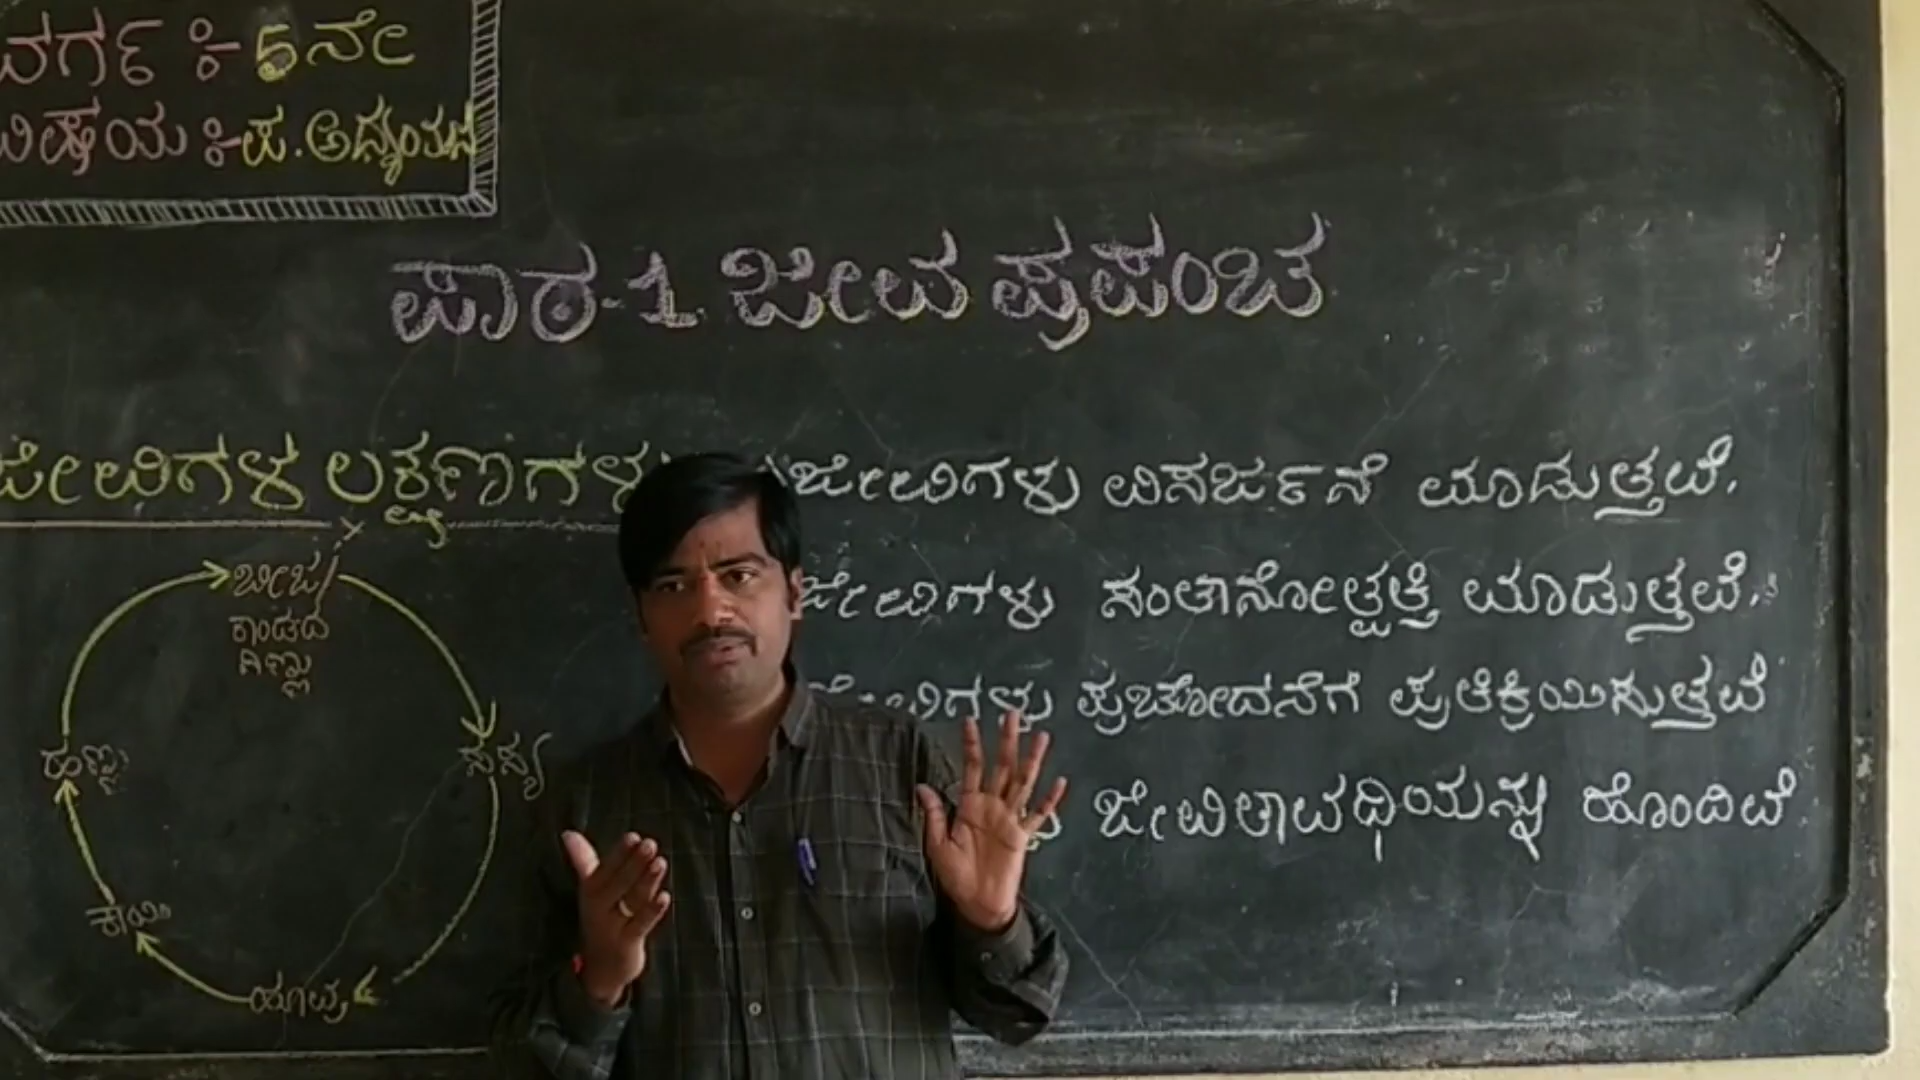 ವರ್ಗ :- 5ನೇ
ವಿಷಯ :- ಪ. ಅಧ್ಯಯನ
ಪಾಠ-1. ಜೀವ ಪ್ರಪಂಚ
ಜೀವಿಗಳ ಲಕ್ಷಣಗಳು
ಜೀವಿಗಳು ವಿಸರ್ಜನೆ ಮಾಡುತ್ತವೆ.
ಜೀವಿಗಳು ಸಂತಾನೋತ್ಪತ್ತಿ ಮಾಡುತ್ತವೆ.
ಜೀವಿಗಳು ಪ್ರಚೋದನೆಗೆ ಪ್ರತಿಕ್ರಿಯಿಸುತ್ತವೆ
ಜೀವಿತಾವಧಿಯನ್ನು ಹೊಂದಿವೆ.
ಬೀಜ/
ಕಾಂಡದ
ಗಿಣ್ಣು
ಸಸ್ಯ
ಹಣ್ಣು
ಕಾಯಿ